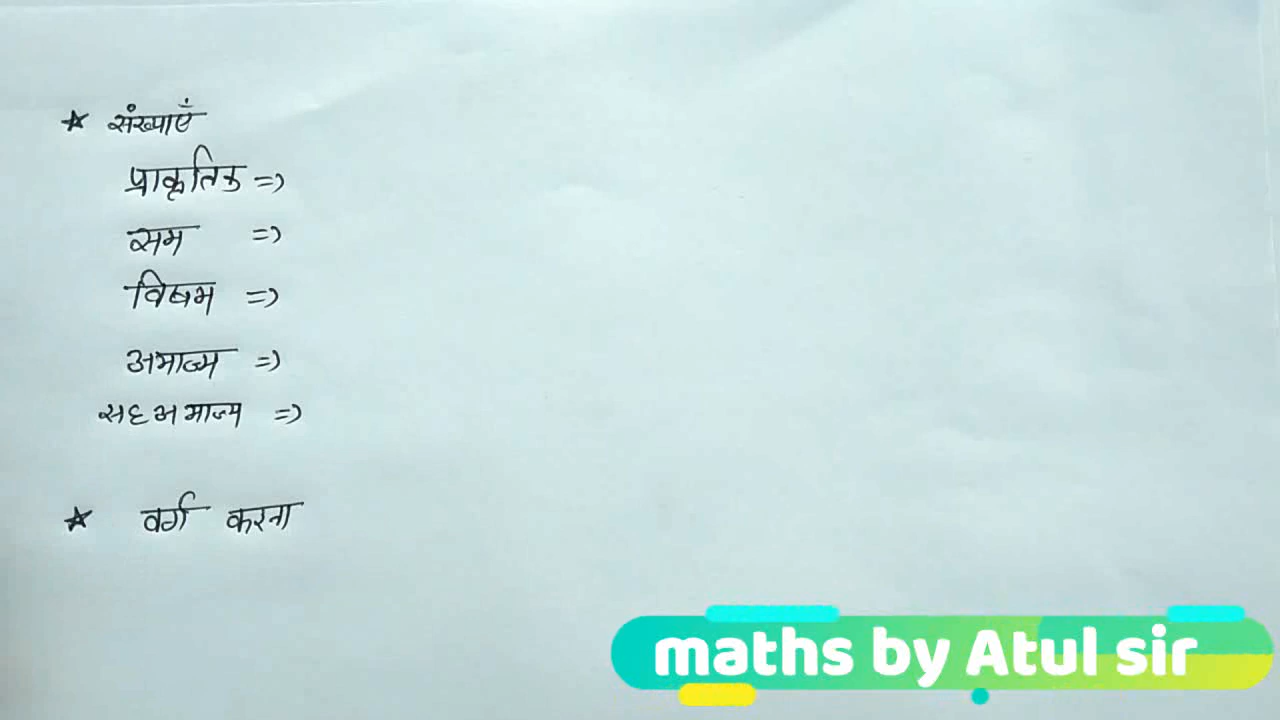 ★ संख्याएँ
प्राकृतिक =>
सम =>
विषम =>
अभाज्य =>
सहअभाज्य =>
★ वर्ग करना
maths by Atul sir